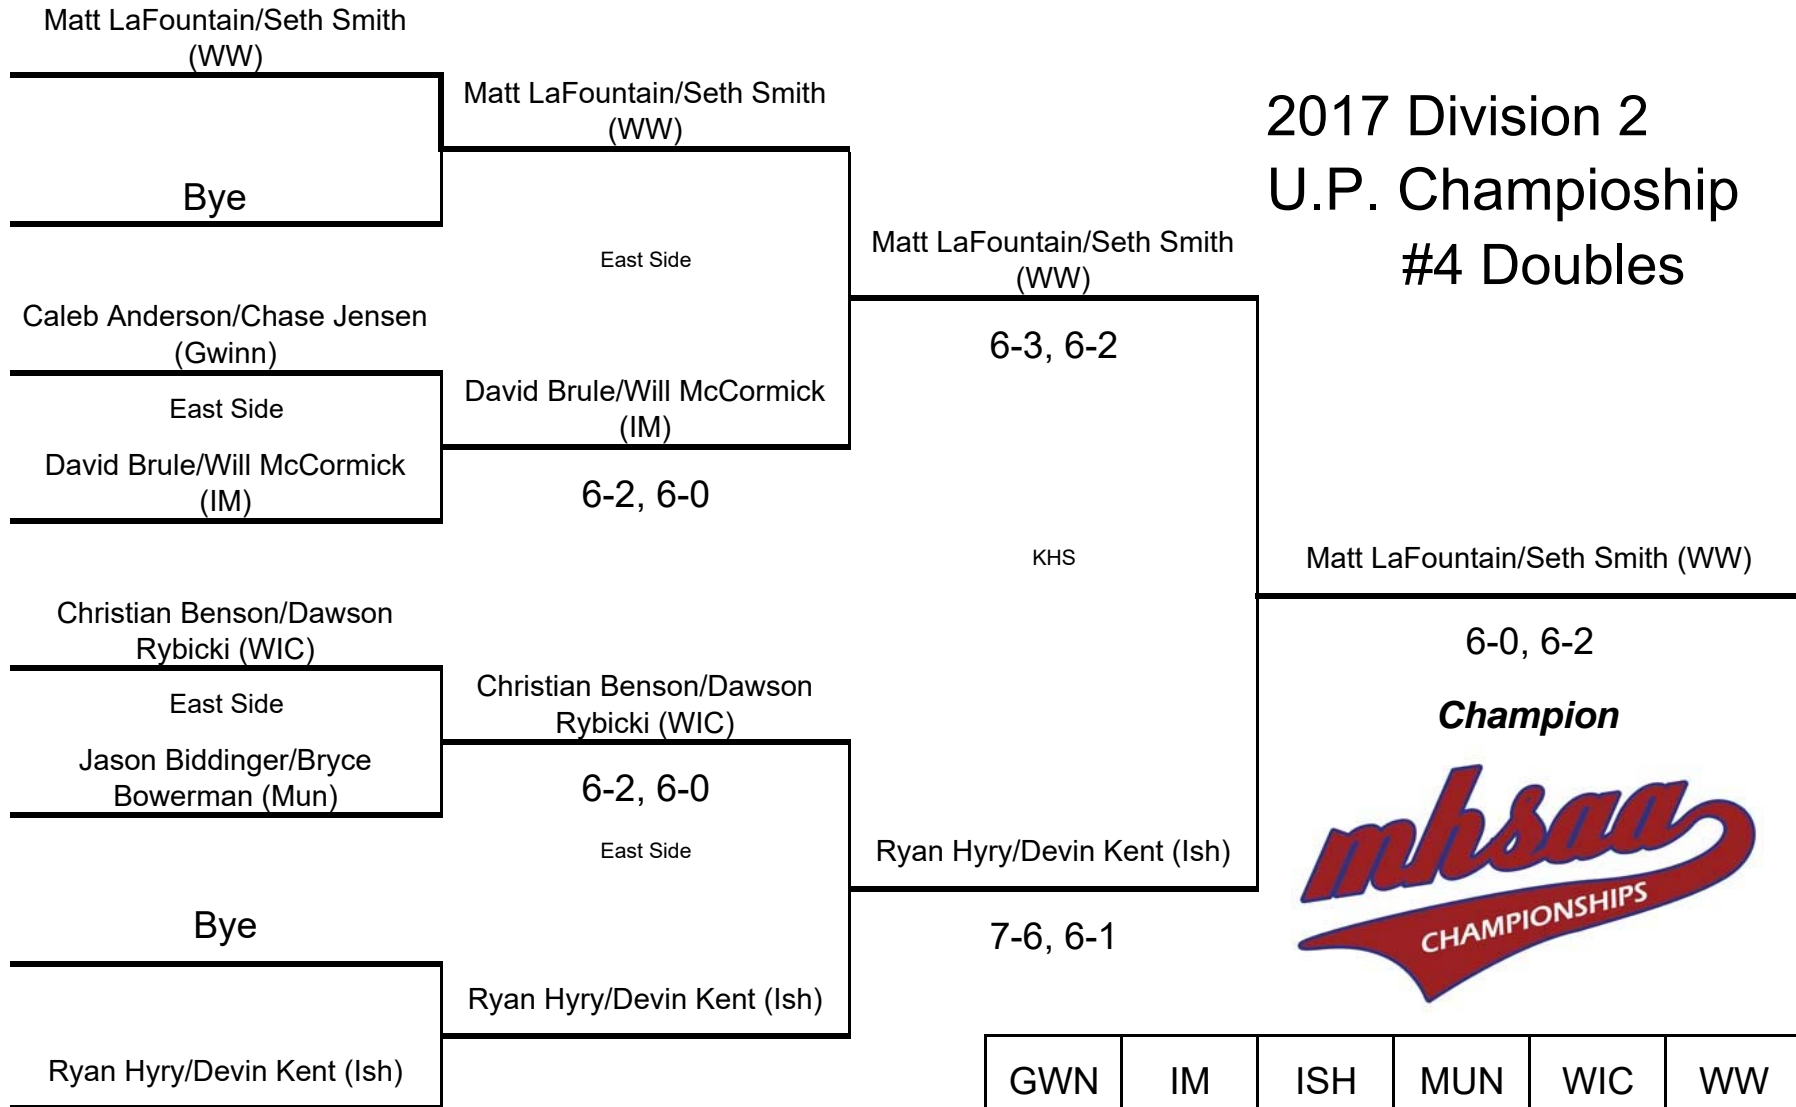 Matt LaFountain/Seth Smith
(WW)
Bye
Caleb Anderson/Chase Jensen
(Gwinn)
East Side
David Brule/Will McCormick
(IM)
Christian Benson/Dawson
Rybicki (WIC)
East Side
Jason Biddinger/Bryce
Bowerman (Mun)
Bye
Ryan Hyry/Devin Kent (Ish)
Matt LaFountain/Seth Smith
(WW)
East Side
David Brule/Will McCormick
(IM)
6-2, 6-0
Christian Benson/Dawson
Rybicki (WIC)
6-2, 6-0
East Side
Ryan Hyry/Devin Kent (Ish)
Matt LaFountain/Seth Smith
(WW)
6-3, 6-2
KHS
Ryan Hyry/Devin Kent (Ish)
7-6, 6-1
2017 Division 2
U.P. Champioship
#4 Doubles
Matt LaFountain/Seth Smith (WW)
6-0, 6-2
Champion
mhsaa
CHAMPIONSHIPS
GWN IM ISH MUN WIC WW